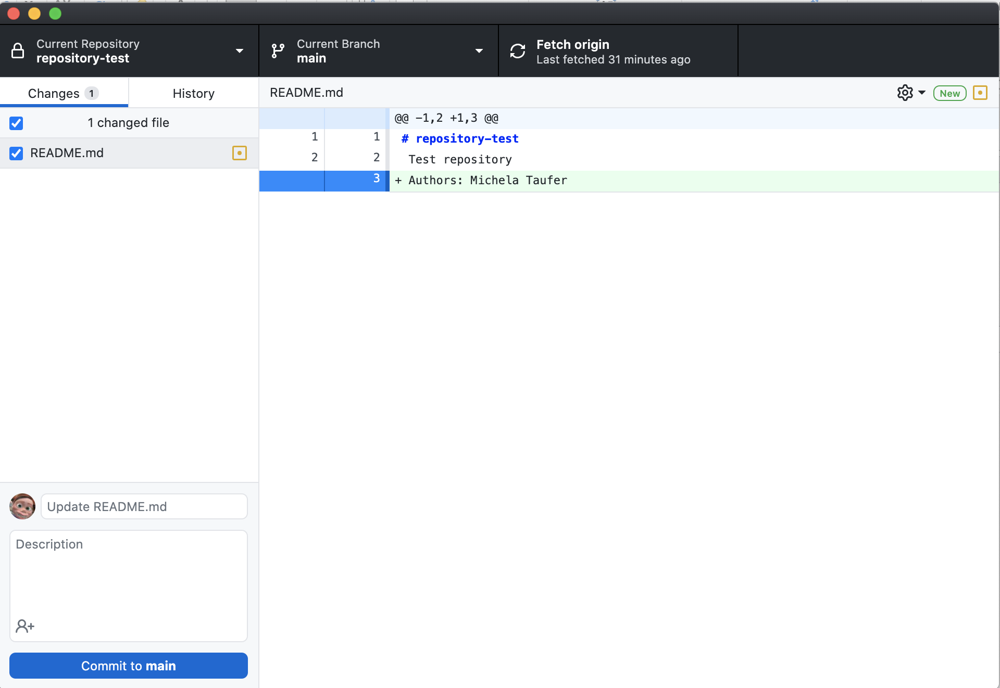 Current Repository
repository-test
Current Branch
main
Fetch origin
Last fetched 31 minutes ago
Changes 1
History
README.md
New
1 changed file
README.md
@@ -1,2 +1,3 @@
1 1 # repository-test
2 2 Test repository
3 + Authors: Michela Taufer
Update README.md
Description
Commit to main